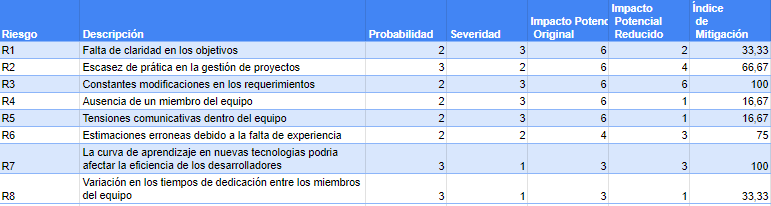 Riesgo Descripción Probabilidad Severidad Impacto Potenc Original Impacto Potencial Reducido Índice de Mitigación
R1 Falta de claridad en los objetivos 2 3 6 2 33,33
R2 Escasez de prática en la gestión de proyectos 3 2 6 4 66,67
R3 Constantes modificaciones en los requerimientos 2 3 6 6 100
R4 Ausencia de un miembro del equipo 2 3 6 1 16,67
R5 Tensiones comunicativas dentro del equipo 2 3 6 1 16,67
R6 Estimaciones erroneas debido a la falta de experiencia 2 2 4 3 75
R7 La curva de aprendizaje en nuevas tecnologias podria
afectar la eficiencia de los desarrolladores 3 1 3 3 100
R8 Variación en los tiempos de dedicación entre los miembros
del equipo 3 1 3 1 33,33